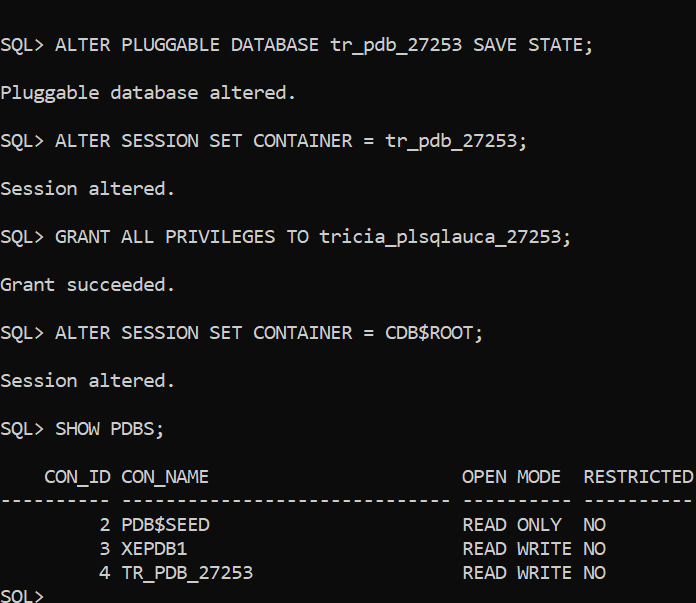 SQL> ALTER PLUGGABLE DATABASE tr_pdb_27253 SAVE STATE;
Pluggable database altered.
SQL> ALTER SESSION SET CONTAINER = tr_pdb_27253;
Session altered.
SQL> GRANT ALL PRIVILEGES TO tricia_plsqlauca_27253;
Grant succeeded.
SQL> ALTER SESSION SET CONTAINER = CDB$ROOT;
Session altered.
SQL> SHOW PDBS;
    CON_ID CON_NAME                       OPEN MODE  RESTRICTED
---------- ------------------------------ ---------- ----------
         2 PDB$SEED                       READ ONLY  NO
         3 XEPDB1                         READ WRITE NO
         4 TR_PDB_27253                   READ WRITE NO
SQL>